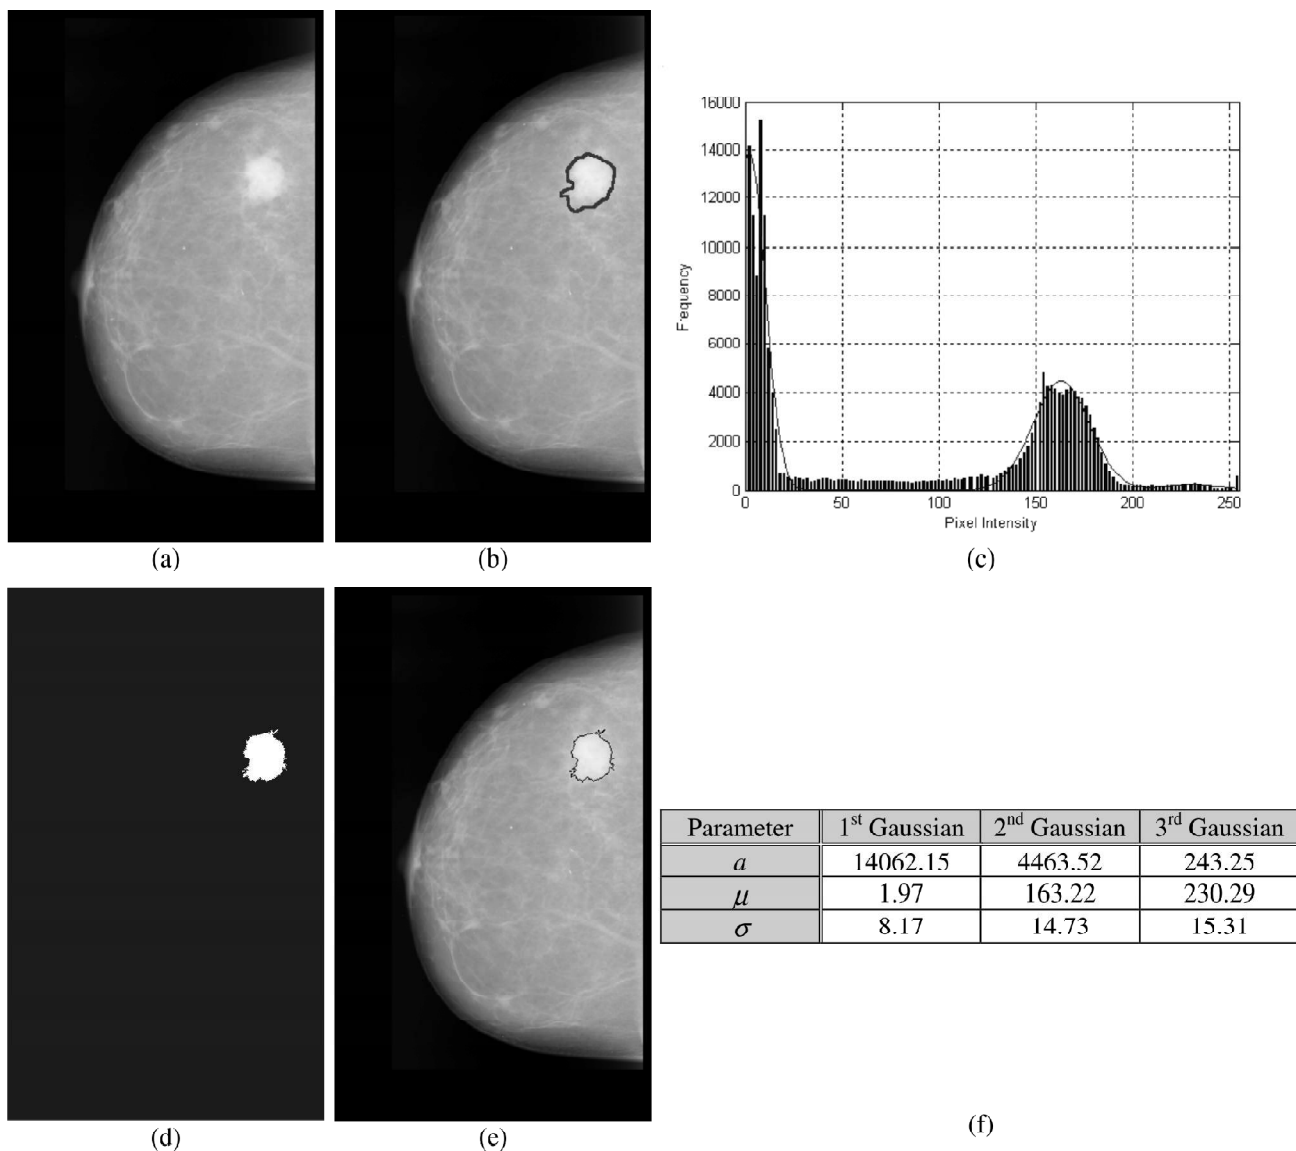 16000
14000
12000
10000
8000
6000
4000
2000
0
Frequency
0 50 100 150 200 250
Pixel Intensity
(a) (b) (c)
Parameter 1st Gaussian 2nd Gaussian 3rd Gaussian
a 14062.15 4463.52 243.25
μ 1.97 163.22 230.29
σ 8.17 14.73 15.31
(d) (e) (f)